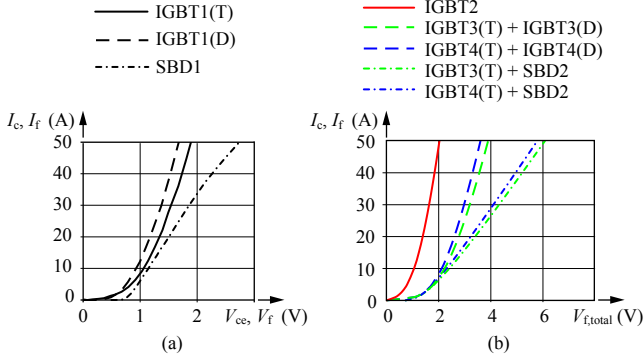 IGBT1(T)
IGBT1(D)
SBD1
IGBT2
IGBT3(T) + IGBT3(D)
IGBT4(T) + IGBT4(D)
IGBT3(T) + SBD2
IGBT4(T) + SBD2
Ic, If (A)
50
40
30
20
10
0
0 1 2 Vce, Vf (V)
(a)
Ic, If (A)
50
40
30
20
10
0
0 2 4 6 Vf,total (V)
(b)